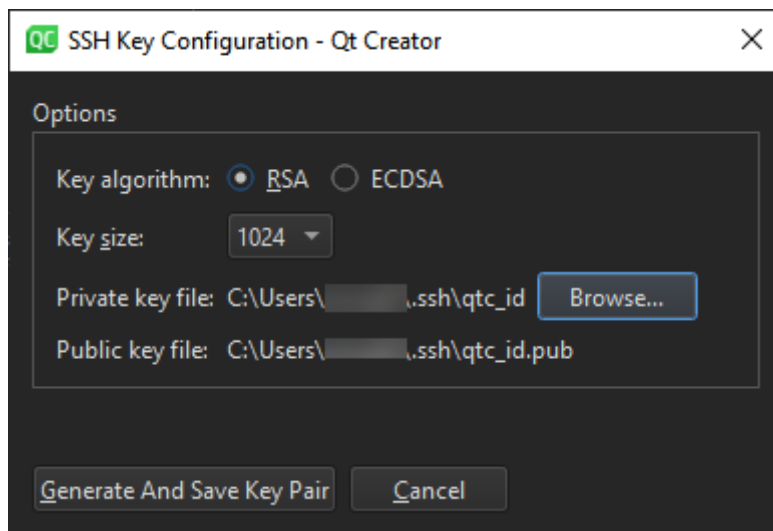 QC SSH Key Configuration - Qt Creator
Options
Key algorithm: RSA ECDSA
Key size: 1024
Private key file: C:\Users\ \.ssh\qtc_id Browse...
Public key file: C:\Users\ \.ssh\qtc_id.pub
Generate And Save Key Pair Cancel